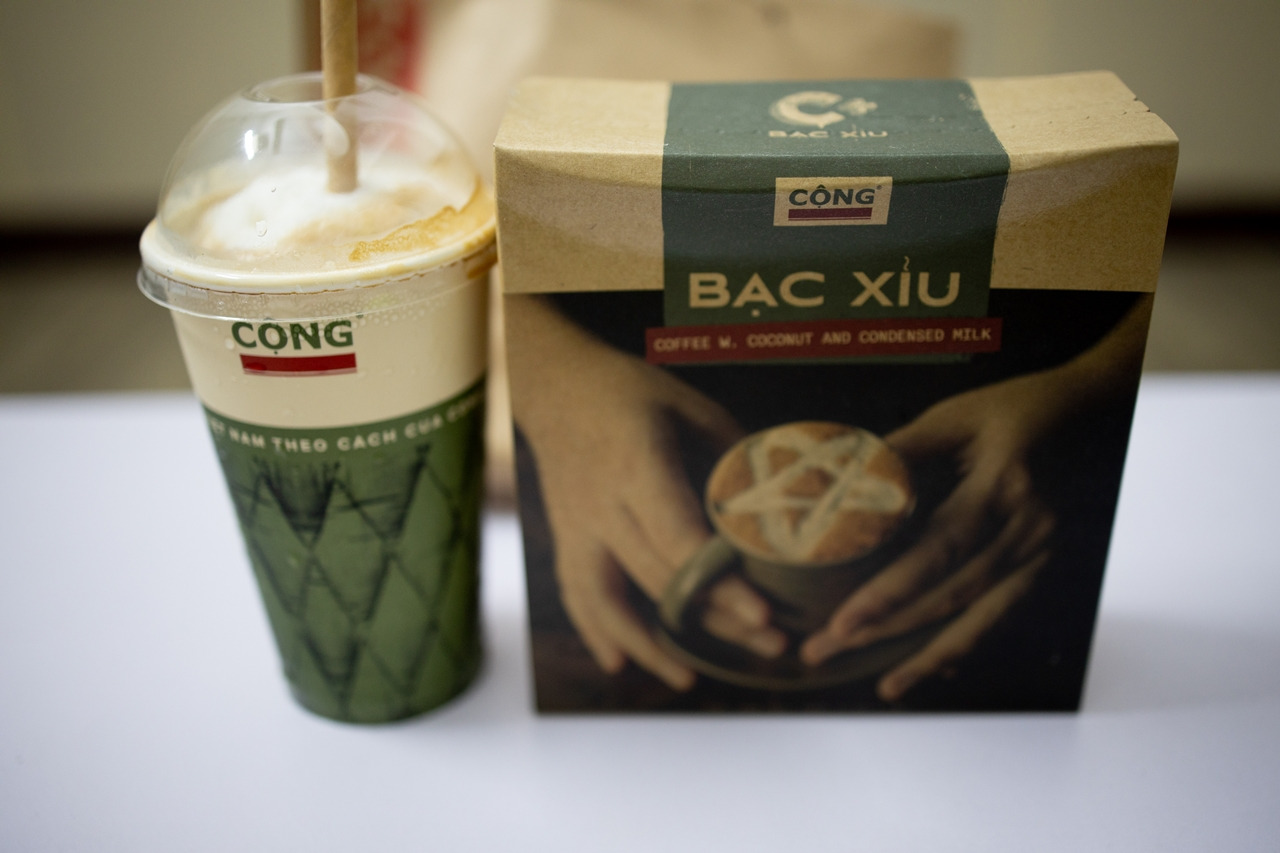 CỘNG
NAM THEO CÁCH CỦA
BẠC XỈU
CỘNG
BẠC XỈU
COFFEE W. COCONUT AND CONDENSED MILK